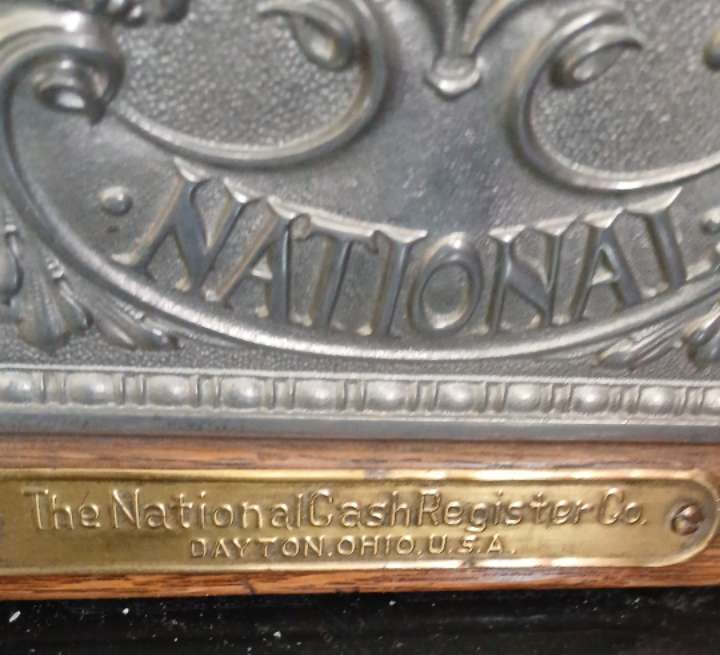 NATIONAL
The National Cash Register Co.
DAYTON, OHIO, U.S.A.